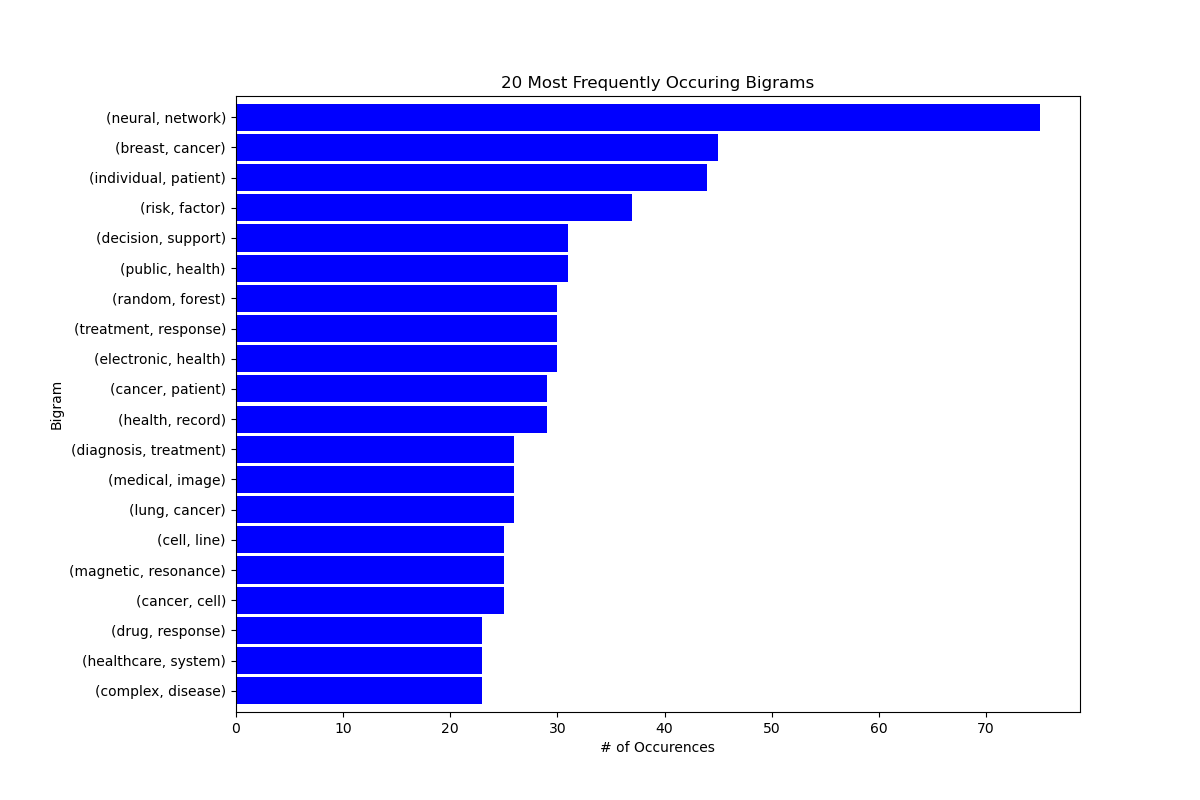 20 Most Frequently Occuring Bigrams
(neural, network)
(breast, cancer)
(individual, patient)
(risk, factor)
(decision, support)
(public, health)
(random, forest)
(treatment, response)
(electronic, health)
(cancer, patient)
(health, record)
(diagnosis, treatment)
(medical, image)
(lung, cancer)
(cell, line)
(magnetic, resonance)
(cancer, cell)
(drug, response)
(healthcare, system)
(complex, disease)
Bigram
0 10 20 30 40 50 60 70
# of Occurences